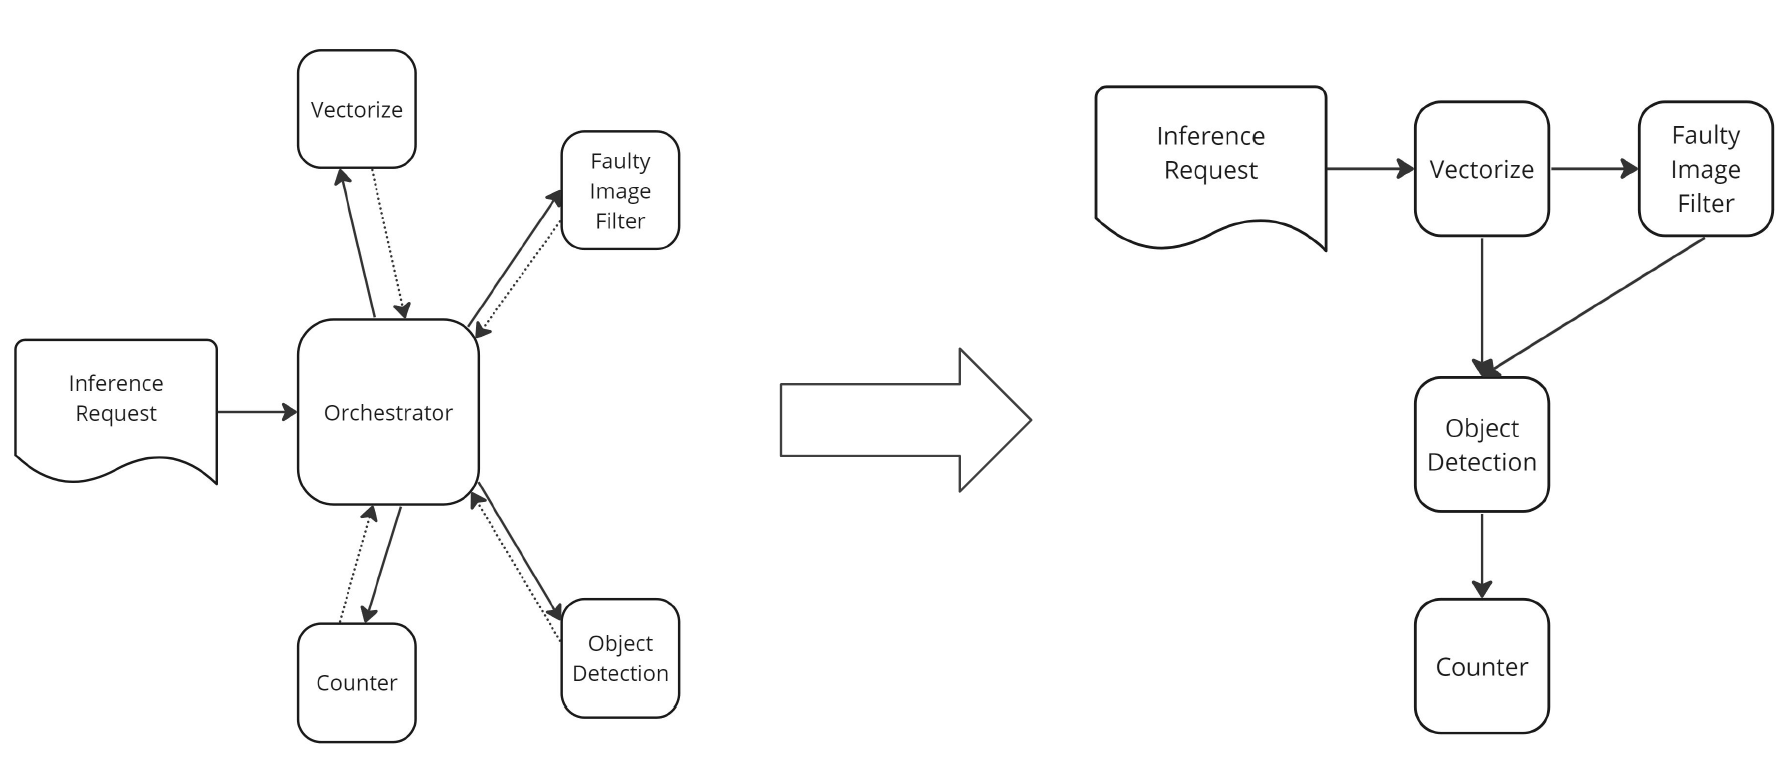 Vectorize
Faulty
Image
Filter
Inference
Request
Orchestrator
Counter
Object
Detection
Inference
Request
Vectorize
Faulty
Image
Filter
Object
Detection
Counter